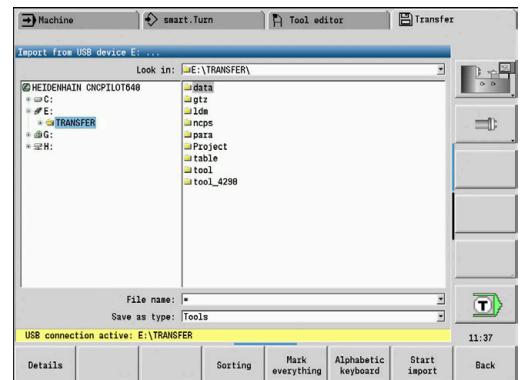 Machine
smart.Turn
Tool editor
Transfer
Import from USB device E: ...
Look in: E:\TRANSFER\
HEIDENHAIN CNCPILOT640
C:
E:
TRANSFER
G:
H:
data
gtz
ldm
ncps
para
Project
table
tool
tool_4290
File name: *
Save as type: Tools
USB connection active: E:\TRANSFER
T
11:37
Details
Sorting
Mark everything
Alphabetic keyboard
Start import
Back